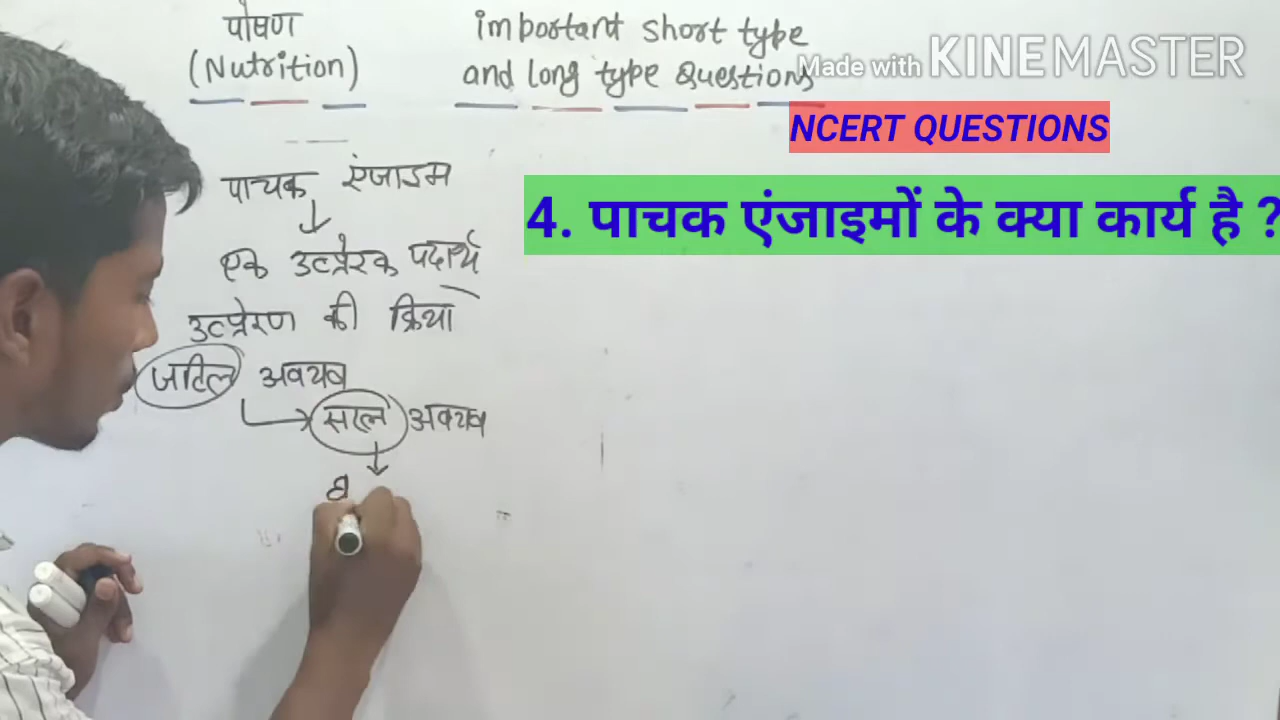 पोषण
(Nutrition)
important short type
and long type Questions
Made with KINEMASTER
NCERT QUESTIONS
4. पाचक एंजाइमों के क्या कार्य है ?
पाचक एंजाइम
एक उत्प्रेरक पदार्थ
उत्प्रेरण की क्रिया
जटिल अवयव
सरल अवयव